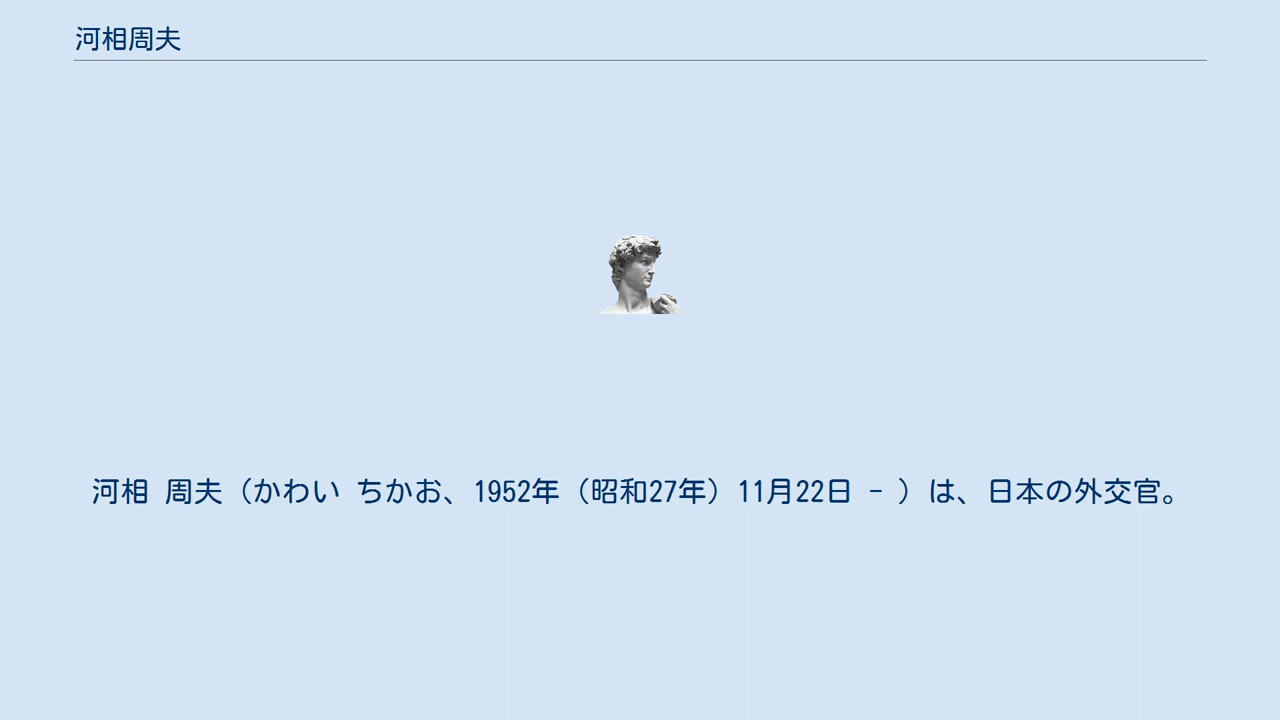 河相周夫
河相 周夫（かわい ちかお、1952年（昭和27年）11月22日 - ）は、日本の外交官。